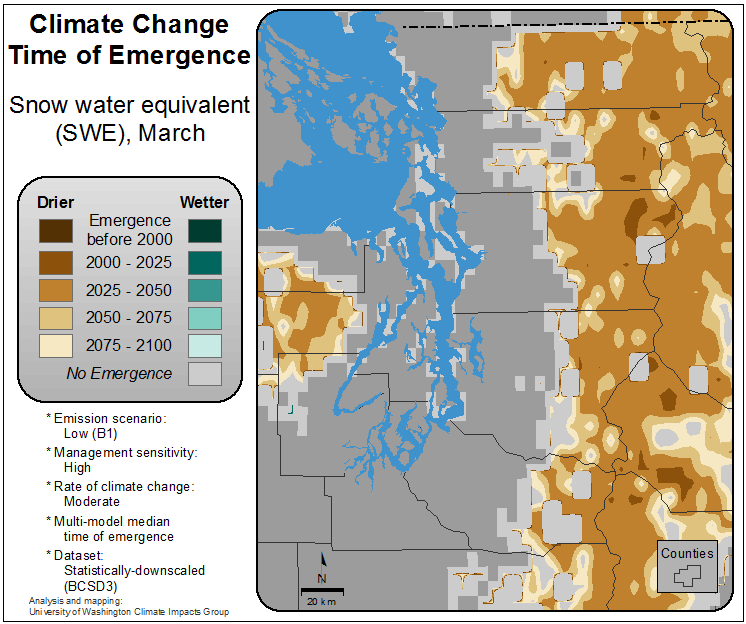 Climate Change
Time of Emergence
Snow water equivalent
(SWE), March
Drier Wetter
Emergence
before 2000
2000 - 2025
2025 - 2050
2050 - 2075
2075 - 2100
No Emergence
* Emission scenario:
Low (B1)
* Management sensitivity:
High
* Rate of climate change:
Moderate
* Multi-model median
time of emergence
* Dataset:
Statistically-downscaled
(BCSD3)
Analysis and mapping:
University of Washington Climate Impacts Group
N
20 km
Counties